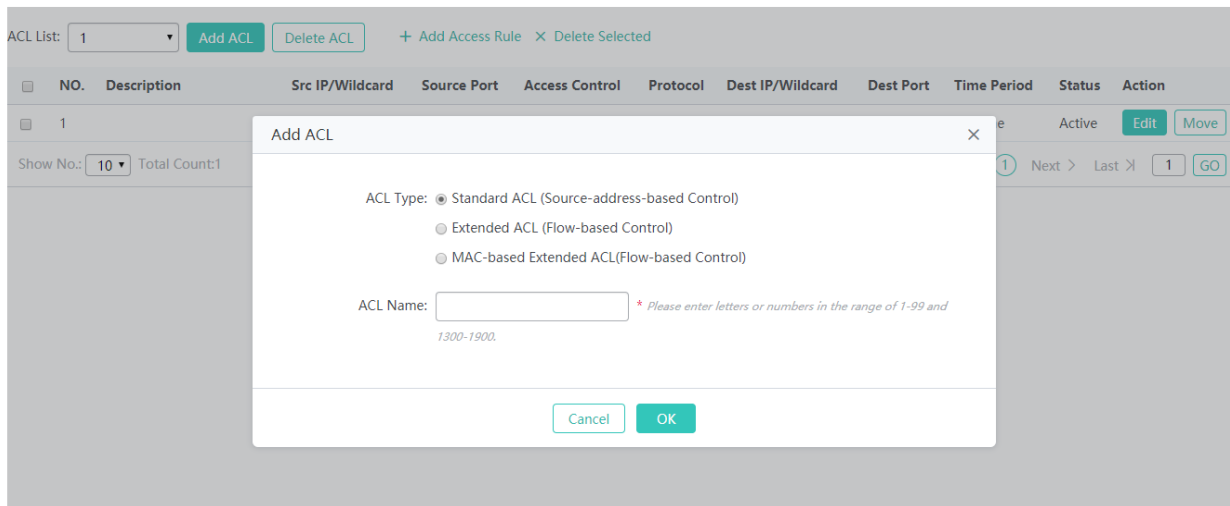 ACL List: 1 Add ACL Delete ACL + Add Access Rule × Delete Selected
NO. Description Src IP/Wildcard Source Port Access Control Protocol Dest IP/Wildcard Dest Port Time Period Status Action
1 Active Edit Move
Add ACL ×
Show No.: 10 Total Count:1 1 Next > Last 1 GO
ACL Type: Standard ACL (Source-address-based Control)
Extended ACL (Flow-based Control)
MAC-based Extended ACL(Flow-based Control)
ACL Name: * Please enter letters or numbers in the range of 1-99 and
1300-1900.
Cancel OK